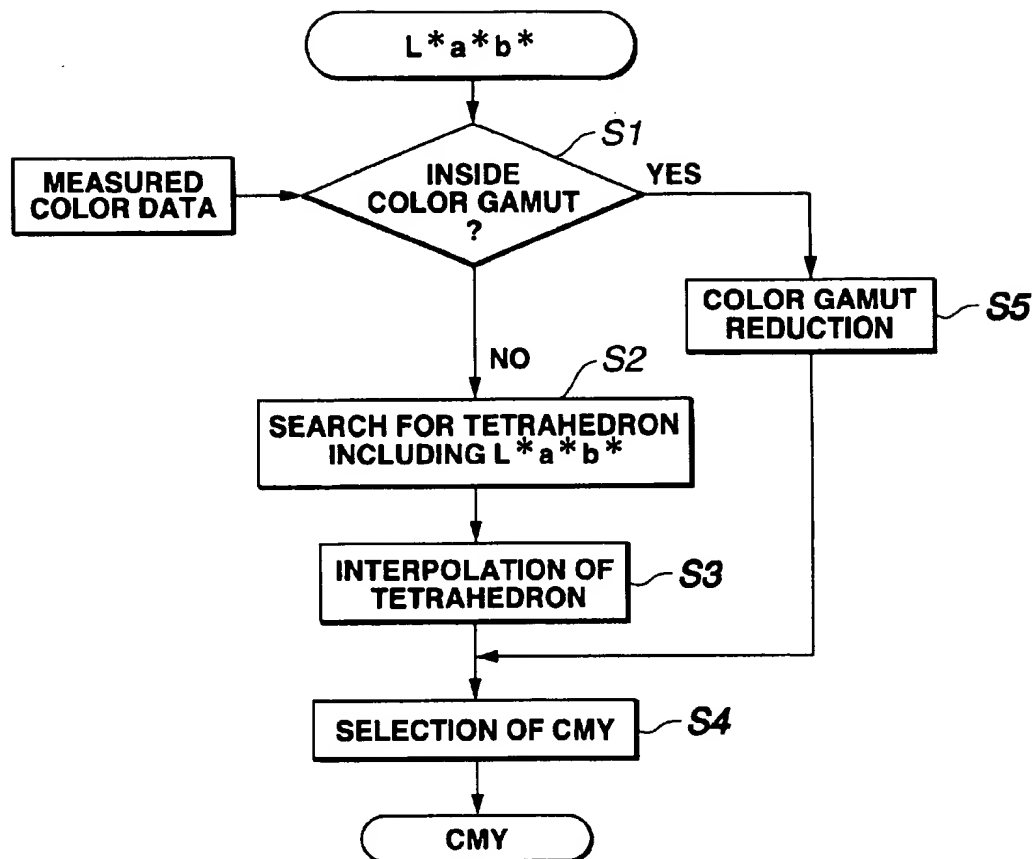 L*a*b*
S1
INSIDE
COLOR GAMUT
?
YES
MEASURED
COLOR DATA
COLOR GAMUT
REDUCTION
S5
NO
S2
SEARCH FOR TETRAHEDRON
INCLUDING L*a*b*
INTERPOLATION OF
TETRAHEDRON
S3
SELECTION OF CMY
S4
CMY